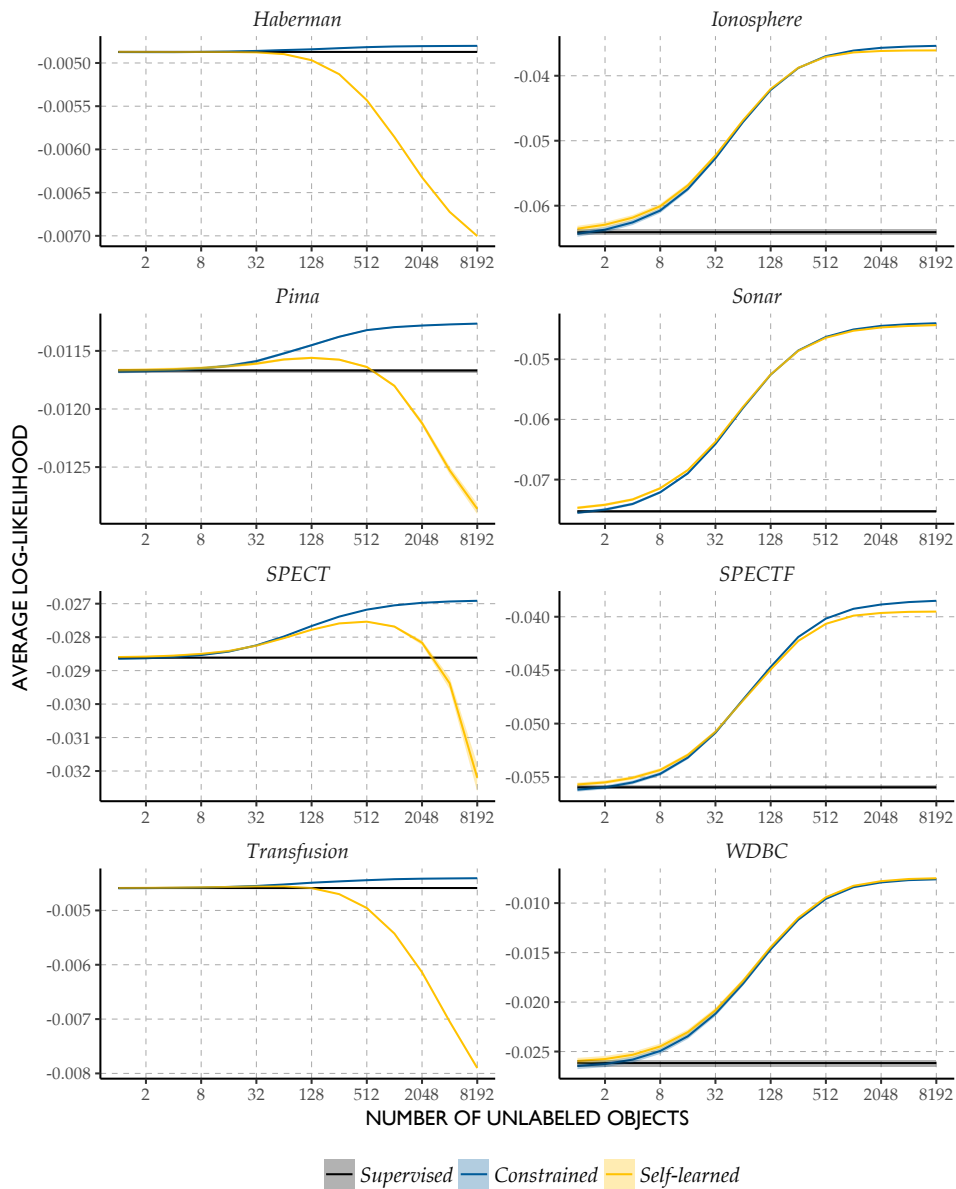 Haberman
-0.0050
-0.0055
-0.0060
-0.0065
-0.0070
2 8 32 128 512 2048 8192
Ionosphere
-0.04
-0.05
-0.06
2 8 32 128 512 2048 8192
Pima
-0.0115
-0.0120
-0.0125
2 8 32 128 512 2048 8192
Sonar
-0.05
-0.06
-0.07
2 8 32 128 512 2048 8192
SPECT
-0.027
-0.028
-0.029
-0.030
-0.031
-0.032
2 8 32 128 512 2048 8192
SPECTF
-0.040
-0.045
-0.050
-0.055
2 8 32 128 512 2048 8192
Transfusion
-0.005
-0.006
-0.007
-0.008
2 8 32 128 512 2048 8192
WDBC
-0.010
-0.015
-0.020
-0.025
2 8 32 128 512 2048 8192
AVERAGE LOG-LIKELIHOOD
NUMBER OF UNLABELED OBJECTS
Supervised Constrained Self-learned